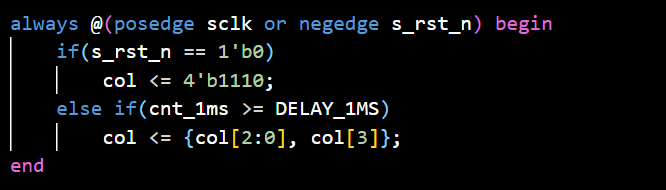 always @(posedge sclk or negedge s_rst_n) begin
    if(s_rst_n == 1'b0)
        col <= 4'b1110;
    else if(cnt_1ms >= DELAY_1MS)
        col <= {col[2:0], col[3]};
end